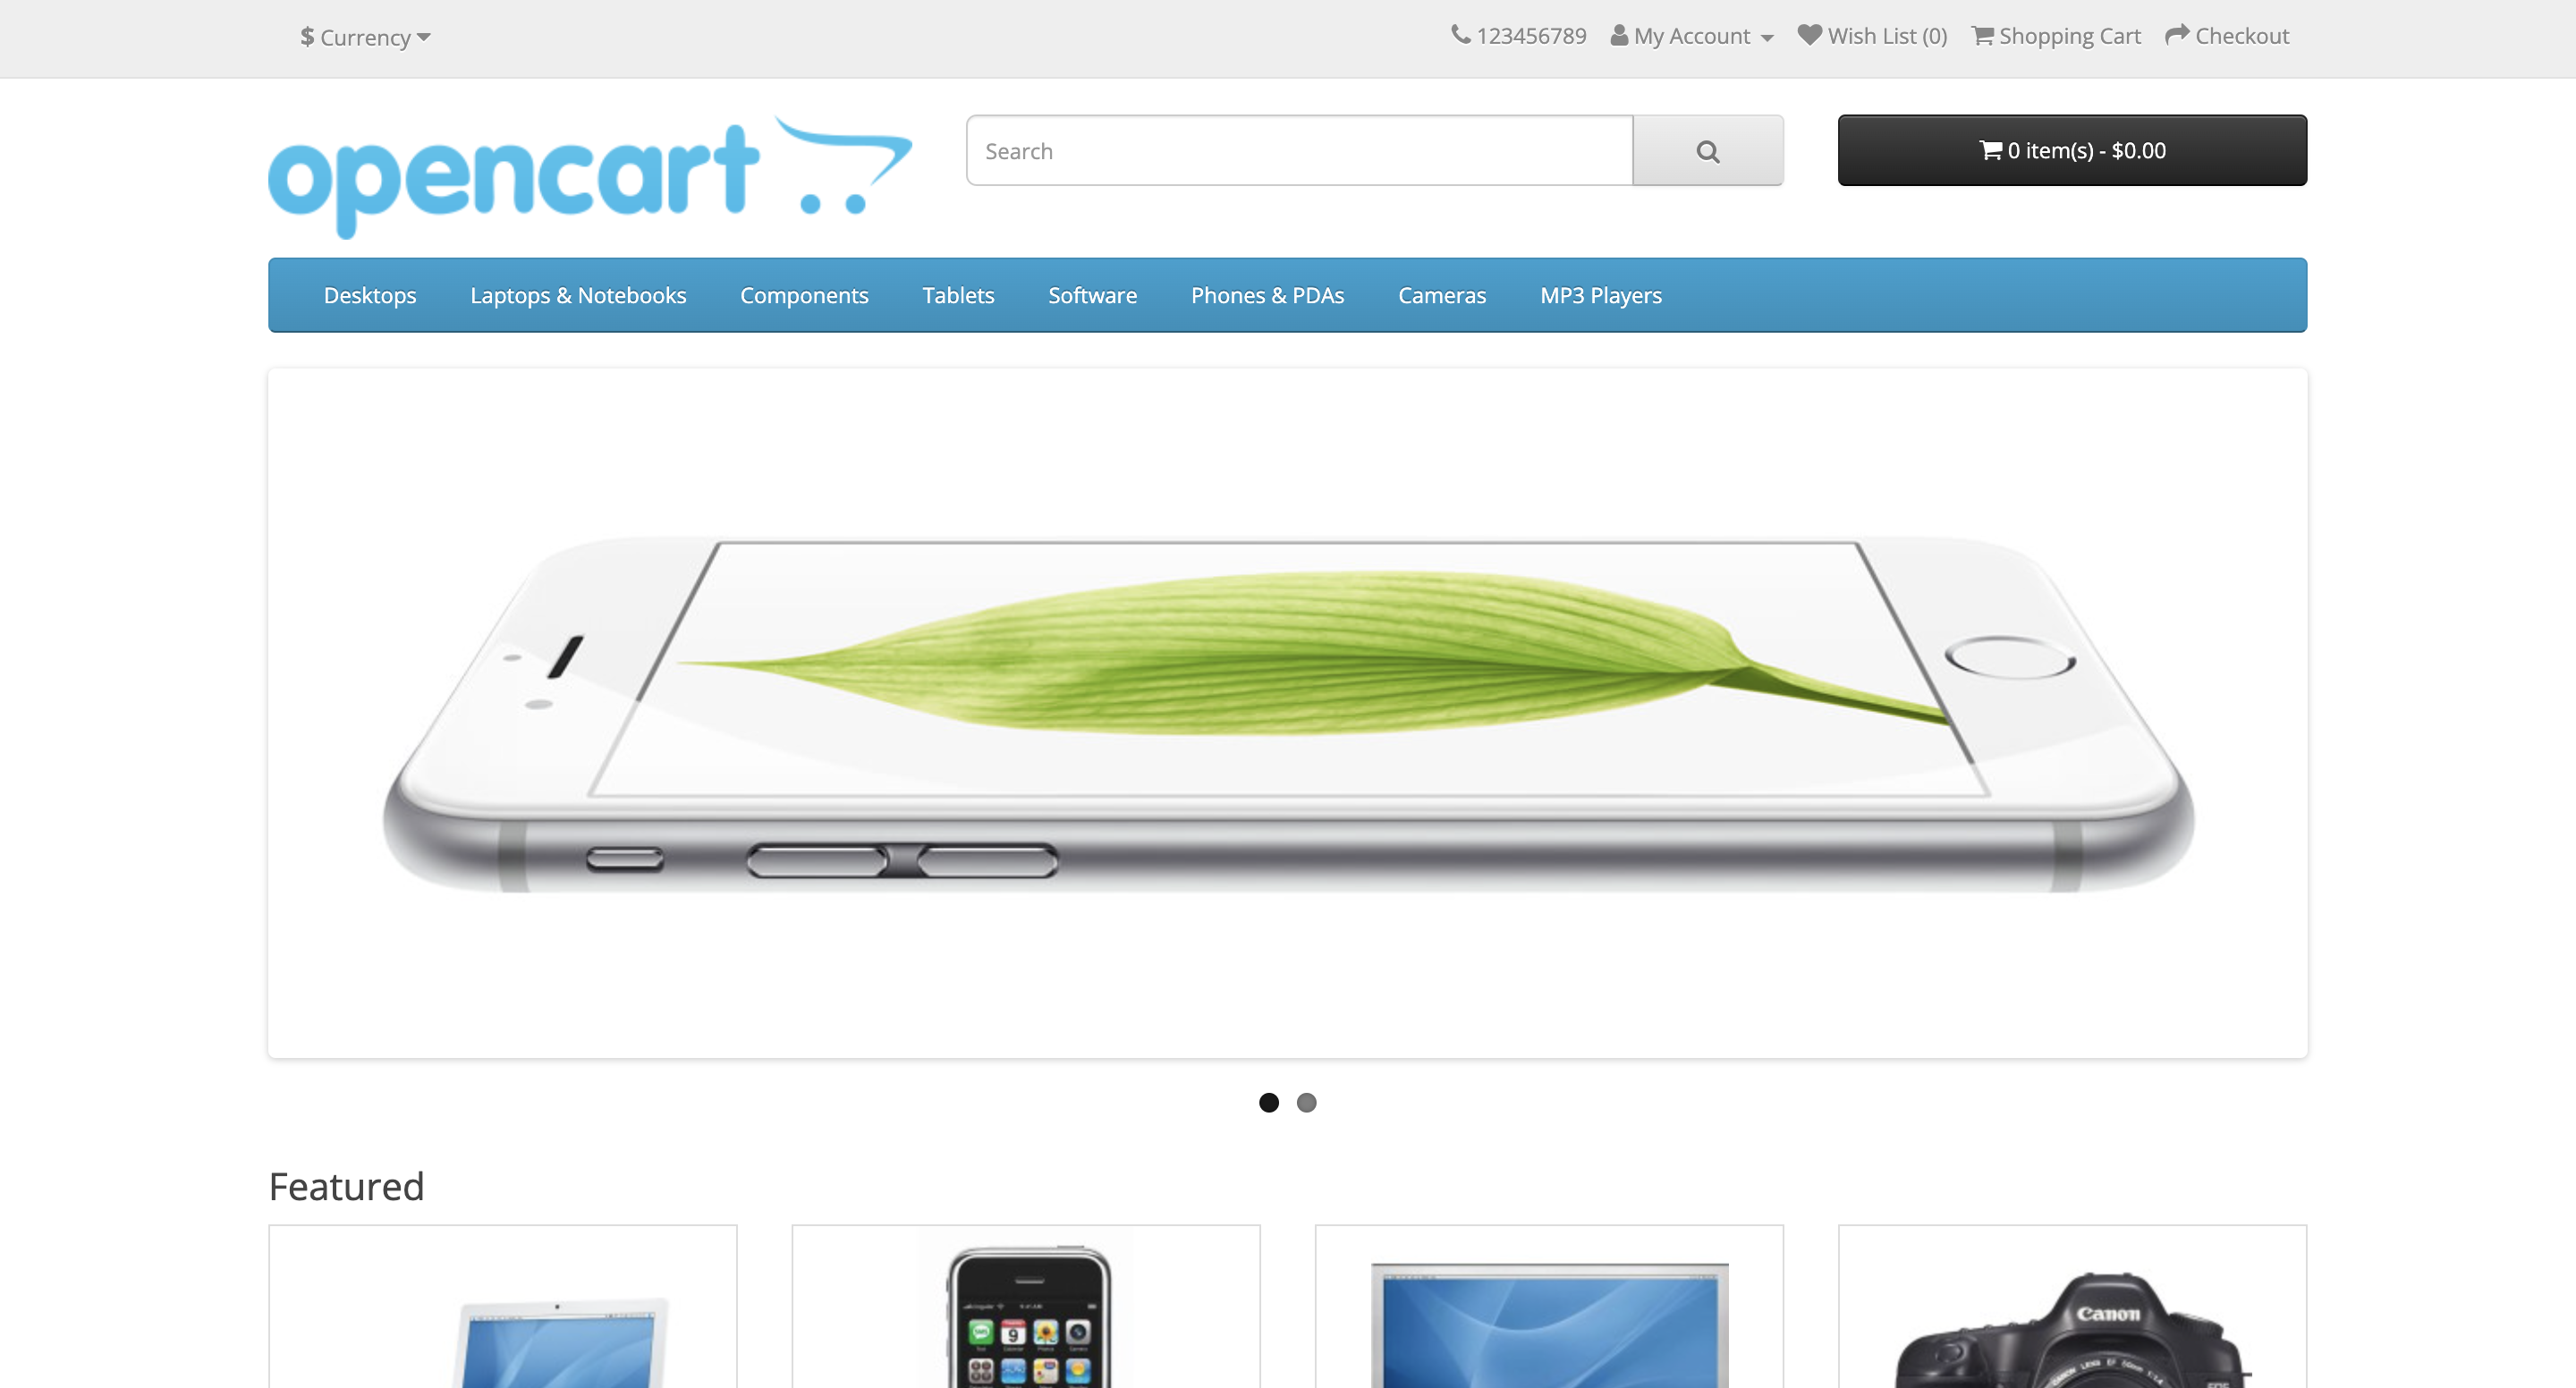 $ Currency
123456789 My Account Wish List (0) Shopping Cart Checkout
opencart
Search
0 item(s) - $0.00
Desktops Laptops & Notebooks Components Tablets Software Phones & PDAs Cameras MP3 Players
Featured
9
Canon